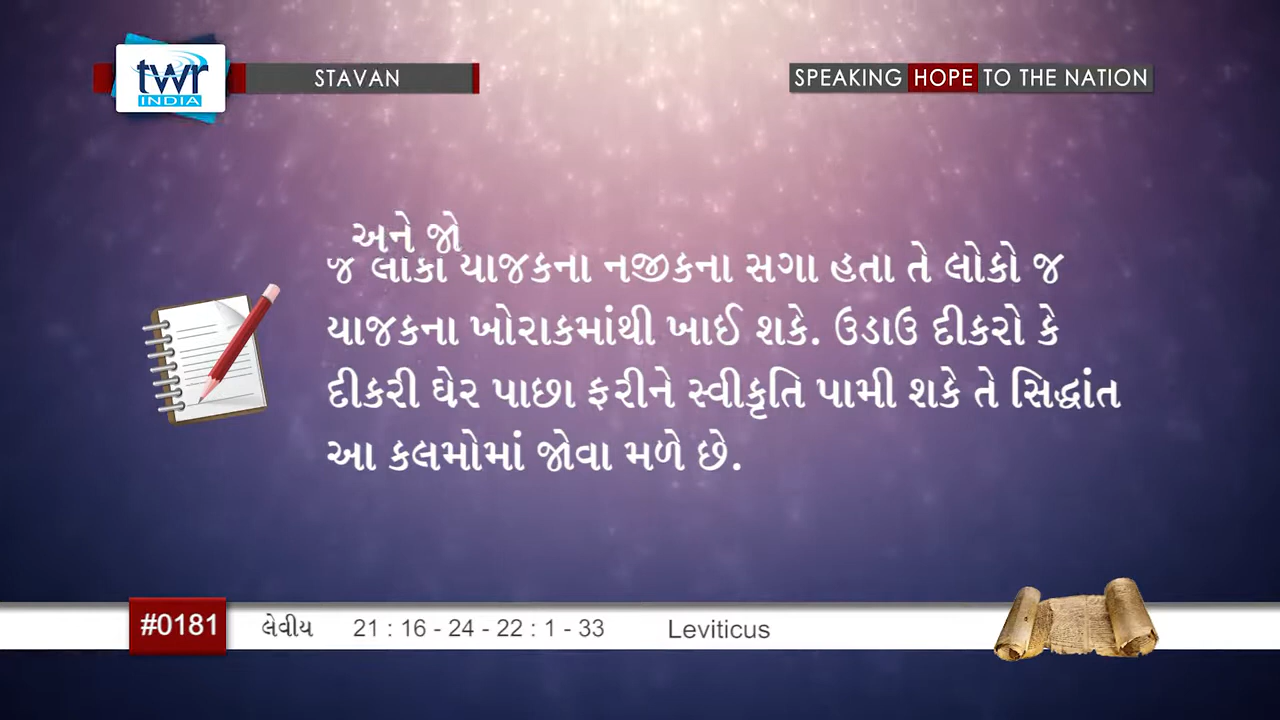 twr
INDIA
STAVAN
SPEAKING HOPE TO THE NATION
અને જો
જ લોકો યાજકના નજીકના સગા હતા તે લોકો જ
યાજકના ખોરાકમાંથી ખાઈ શકે. ઉડાઉ દીકરો કે
દીકરી ઘેર પાછા ફરીને સ્વીકૃતિ પામી શકે તે સિદ્ધાંત
આ કલમોમાં જોવા મળે છે.
#0181 લેવીય 21 : 16 - 24 - 22 : 1 - 33 Leviticus